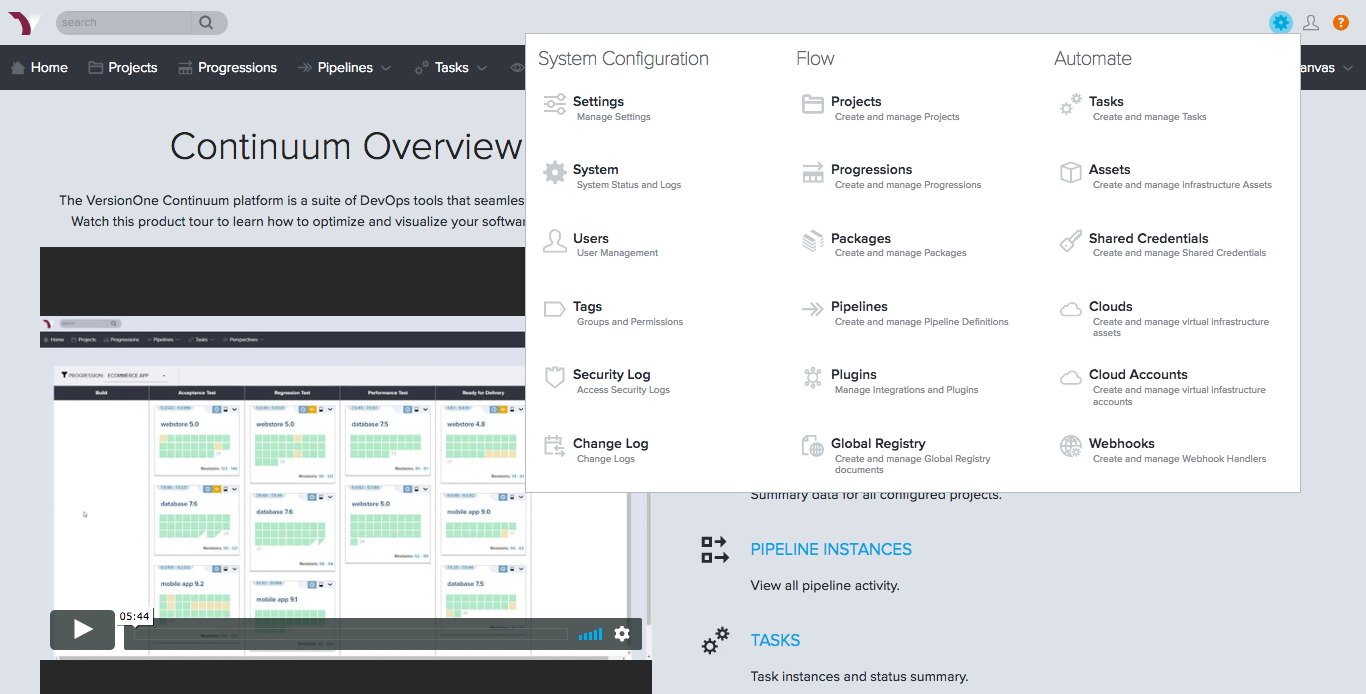 search
Home
Projects
Progressions
Pipelines
Tasks
anvas
System Configuration
Settings
Manage Settings
System
System Status and Logs
Users
User Management
Tags
Groups and Permissions
Security Log
Access Security Logs
Change Log
Change Logs
Flow
Projects
Create and manage Projects
Progressions
Create and manage Progressions
Packages
Create and manage Packages
Pipelines
Create and manage Pipeline Definitions
Plugins
Manage Integrations and Plugins
Global Registry
Create and manage Global Registry
documents
Automate
Tasks
Create and manage Tasks
Assets
Create and manage infrastructure Assets
Shared Credentials
Create and manage Shared Credentials
Clouds
Create and manage virtual infrastructure
assets
Cloud Accounts
Create and manage virtual infastructure
accounts
Webhooks
Create and manage Webhook Handlers
Continuum Overview
The VersionOne Continuum platform is a suite of DevOps tools that seamles
Watch this product tour to learn how to optimize and visualize your softwar
Home
Projects
Progressions
Pipelines
Tasks
Perspectives
PROGRESSION
ECOMMERCE APP
Build
Acceptance Test
Regression Test
Performance Test
Ready for Delivery
webstore 5.0
webstore 5.0
database 7.5
webstore 4.8
database 7.6
database 7.6
webstore 5.0
mobile app 9.0
mobile app 9.2
mobile app 9.1
database 7.5
05:44
Summary data for all configured projects.
PIPELINE INSTANCES
View all pipeline activity.
TASKS
Task instances and status summary.